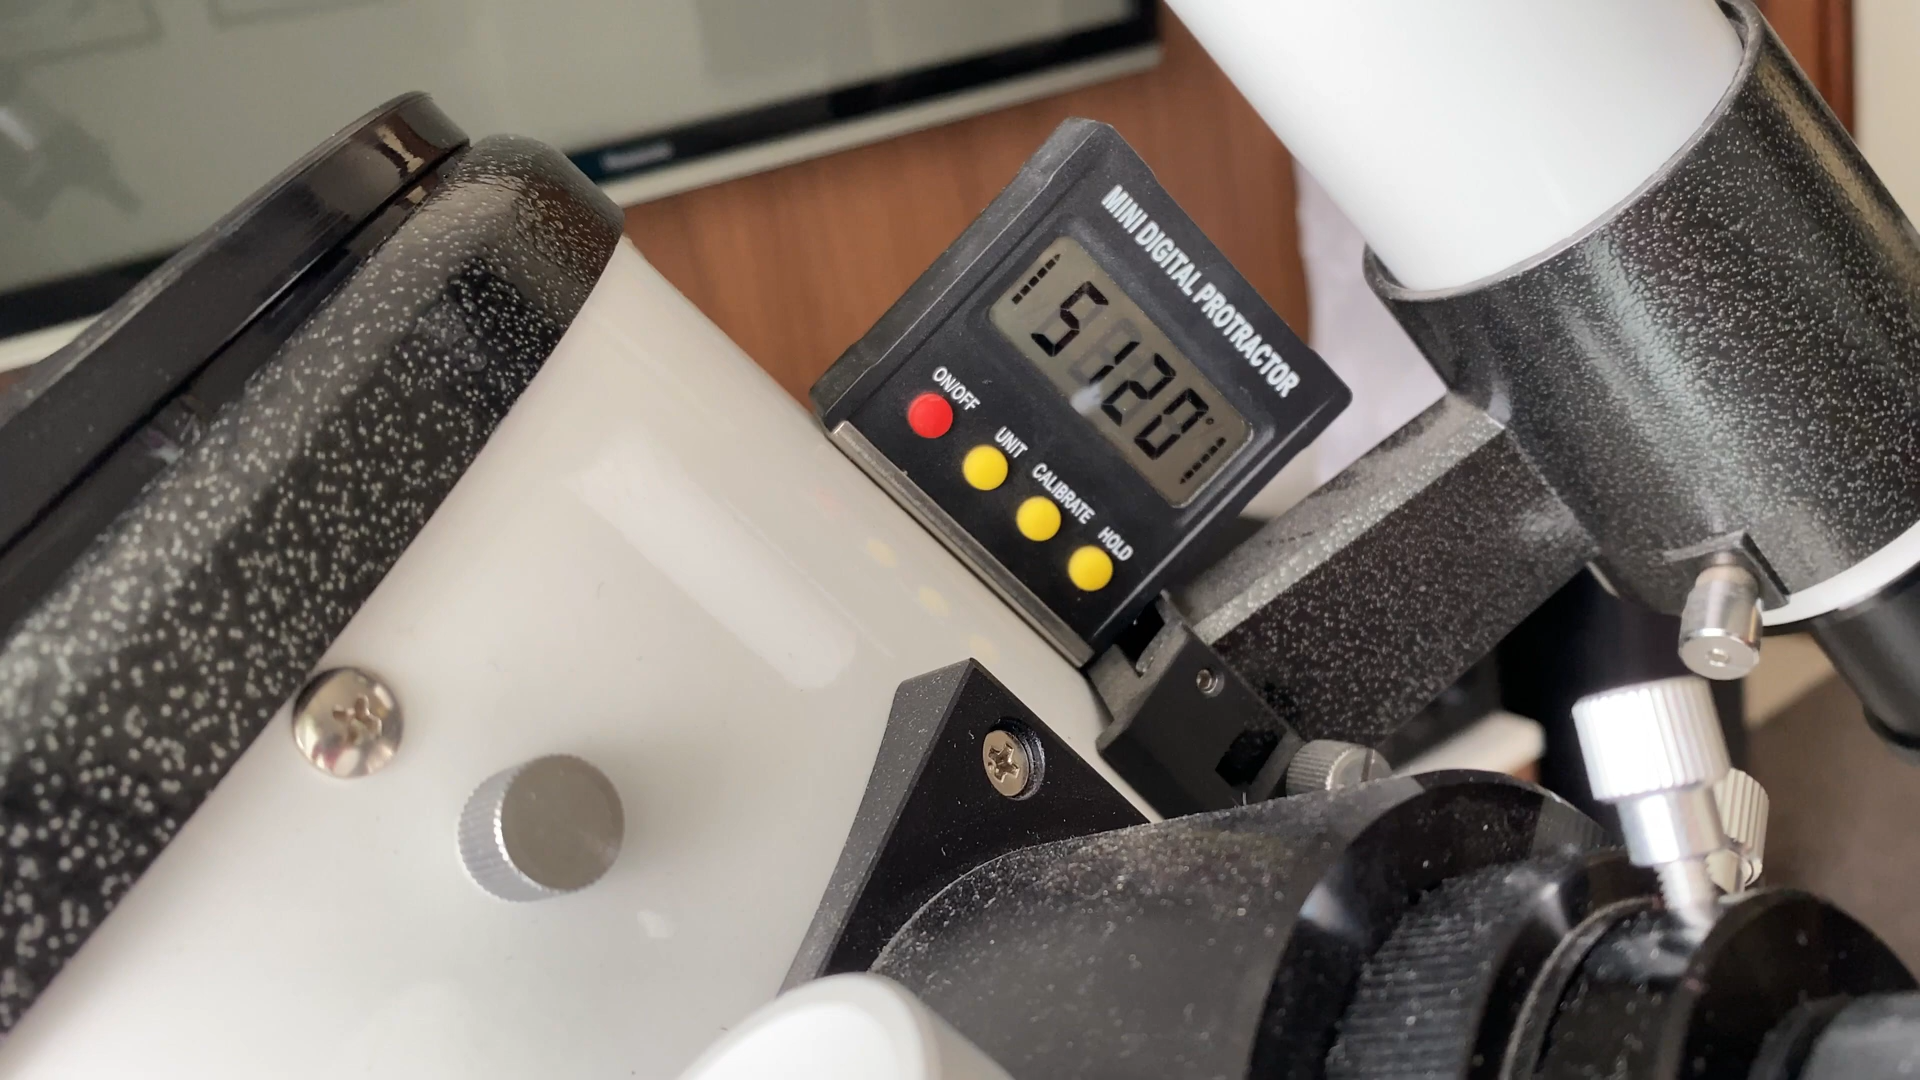 MINI DIGITAL PROTRACTOR
51.20°
ON/OFF
UNIT
CALIBRATE
HOLD